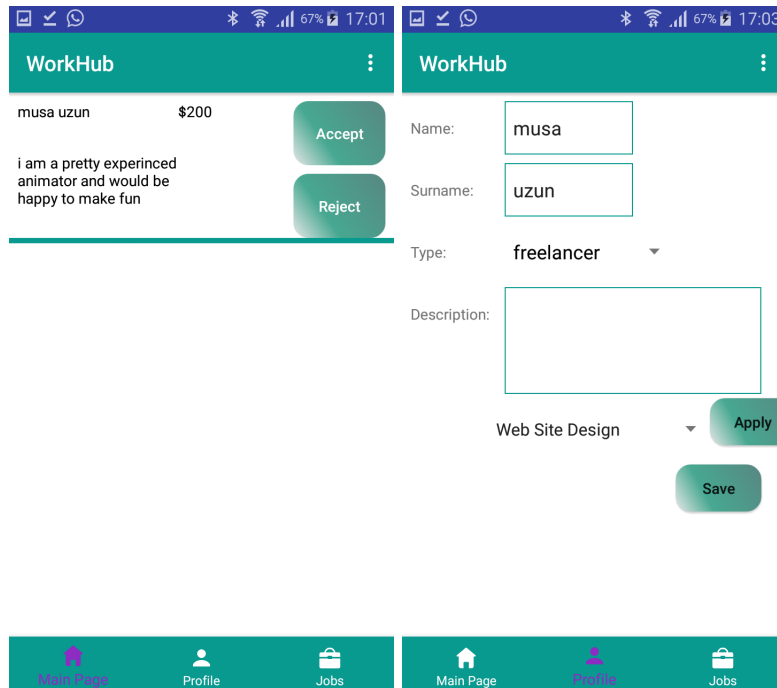 67% 17:01
WorkHub
musa uzun $200
Accept
i am a pretty experinced
animator and would be
happy to make fun
Reject
Main Page Profile Jobs
67% 17:03
WorkHub
Name: musa
Surname: uzun
Type: freelancer
Description:
Web Site Design Apply
Save
Main Page Profile Jobs